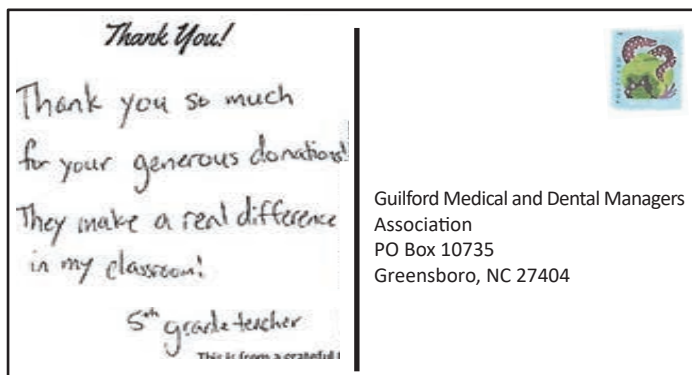 Thank You!
Thank you so much
for your generous donations!
They make a real difference
in my classroom!
5th grade teacher
This is from a grateful
Guilford Medical and Dental Managers
Association
PO Box 10735
Greensboro, NC 27404